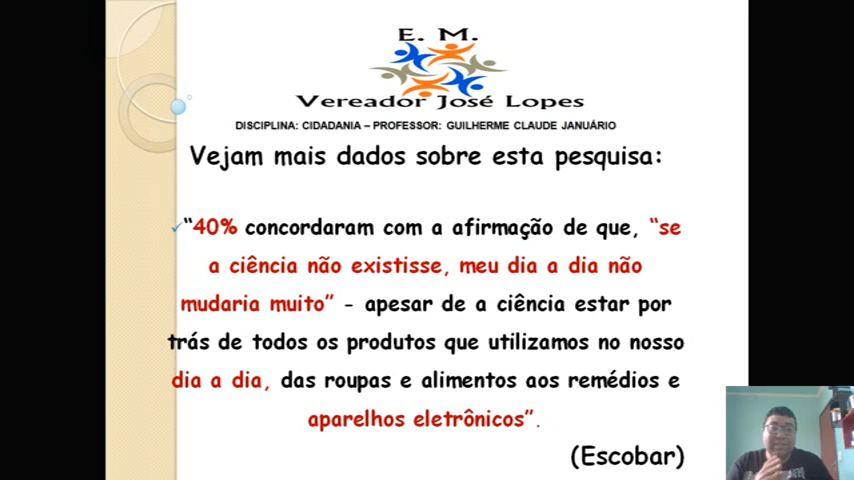 E. M.
Vereador José Lopes
DISCIPLINA: CIDADANIA – PROFESSOR: GUILHERME CLAUDE JANUÁRIO
Vejam mais dados sobre esta pesquisa:
“40% concordaram com a afirmação de que, “se
a ciência não existisse, meu dia a dia não
mudaria muito” - apesar de a ciência estar por
trás de todos os produtos que utilizamos no nosso
dia a dia, das roupas e alimentos aos remédios e
aparelhos eletrônicos”.
(Escobar)